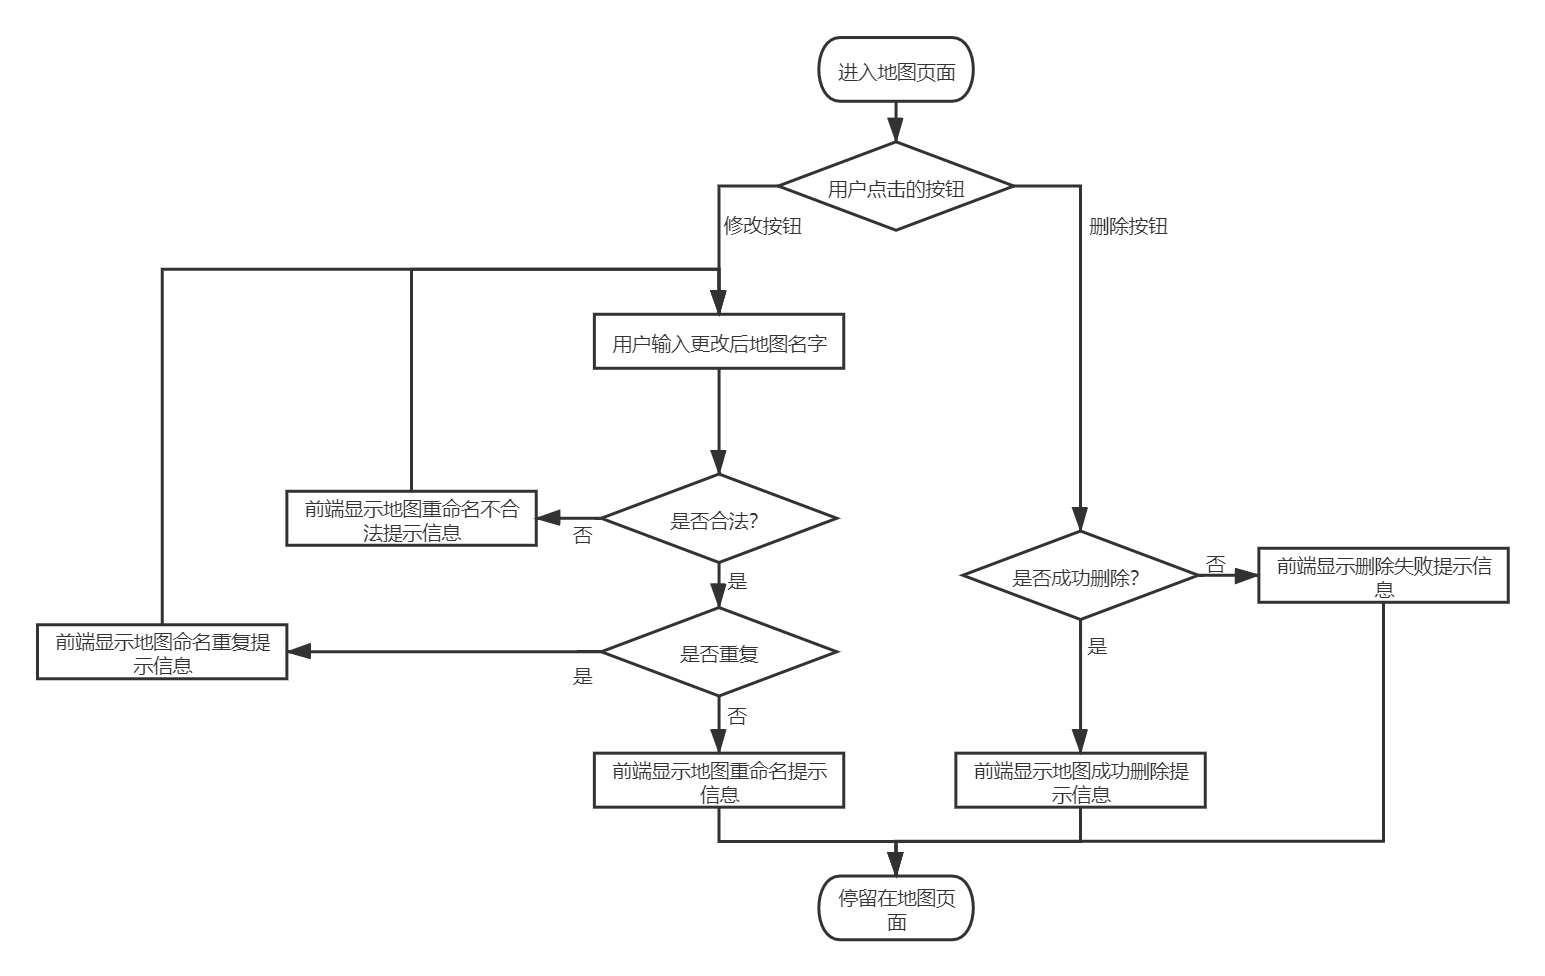 进入地图页面
用户点击的按钮
修改按钮
删除按钮
用户输入更改后地图名字
前端显示地图重命名不合
法提示信息
否
是否合法?
是
是否成功删除?
否
前端显示删除失败提示信
息
前端显示地图命名重复提
示信息
是
是否重复
是
否
前端显示地图重命名提示
信息
前端显示地图成功删除提
示信息
停留在地图页
面